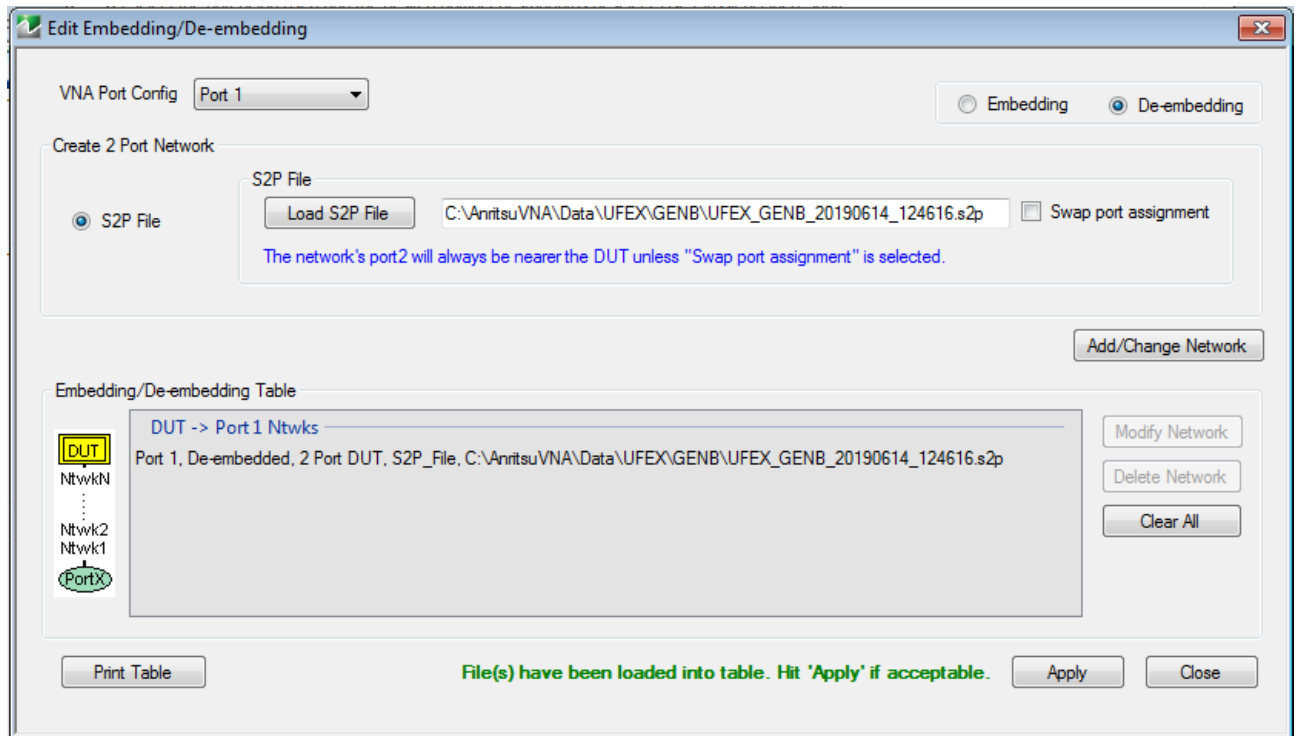 Edit Embedding/De-embedding
VNA Port Config Port 1
Embedding De-embedding
Create 2 Port Network
S2P File
S2P File
Load S2P File C:\AnritsuVNA\Data\UFEX\GENB\UFEX_GENB_20190614_124616.s2p Swap port assignment
The network's port2 will always be nearer the DUT unless "Swap port assignment" is selected.
Add/Change Network
Embedding/De-embedding Table
DUT -> Port 1 Ntwks
Port 1, De-embedded, 2 Port DUT, S2P_File, C:\AnritsuVNA\Data\UFEX\GENB\UFEX_GENB_20190614_124616.s2p
DUT
NtwkN
Ntwk2
Ntwk1
PortX
Modify Network
Delete Network
Clear All
Print Table File(s) have been loaded into table. Hit 'Apply' if acceptable. Apply Close